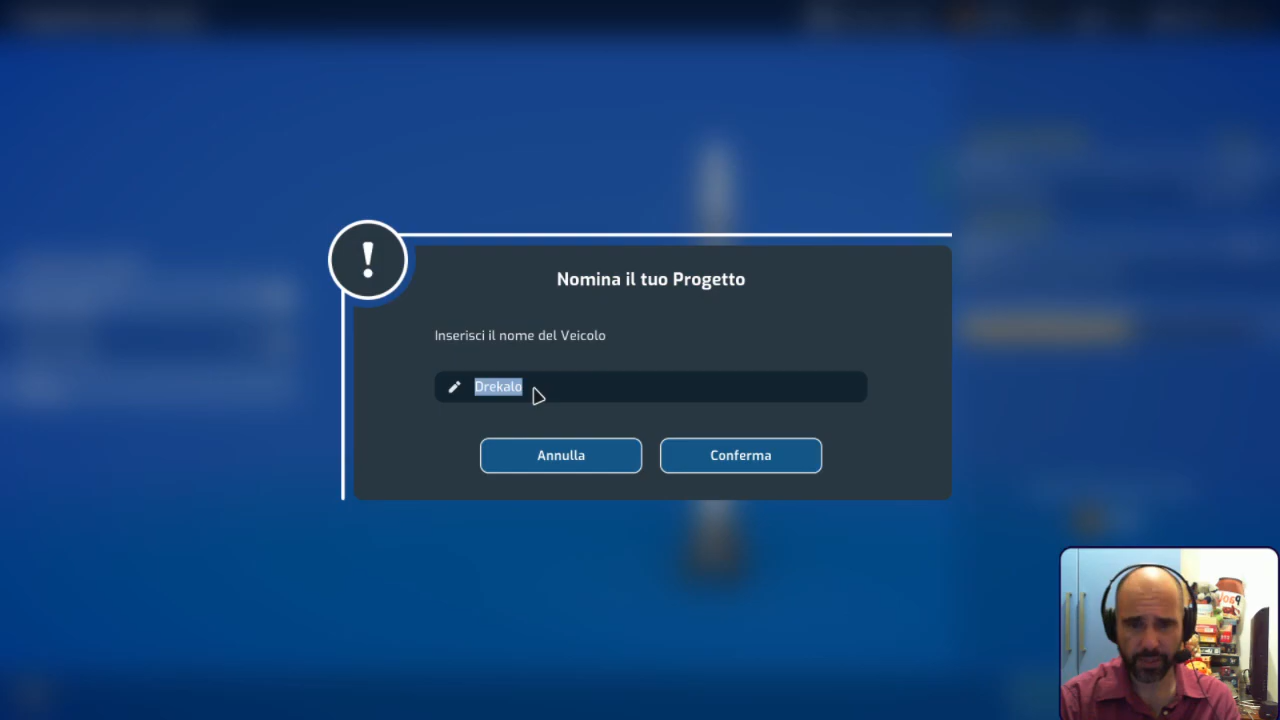 !
Nomina il tuo Progetto
Inserisci il nome del Veicolo
Drekalo
Annulla
Conferma